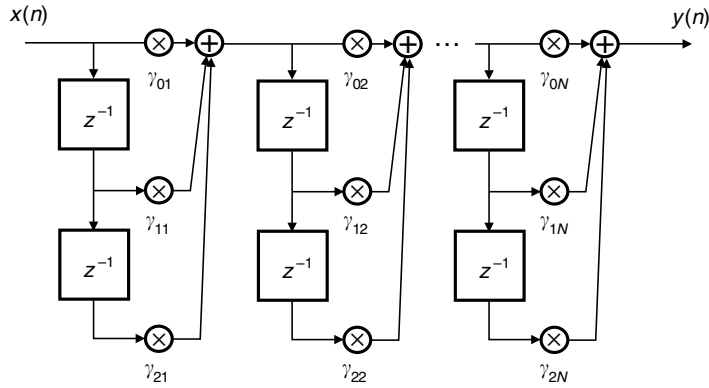 x(n) y(n)
γ₀₁ γ₀₂ ··· γ₀N
z⁻¹ z⁻¹ z⁻¹
γ₁₁ γ₁₂ γ₁N
z⁻¹ z⁻¹ z⁻¹
γ₂₁ γ₂₂ γ₂N